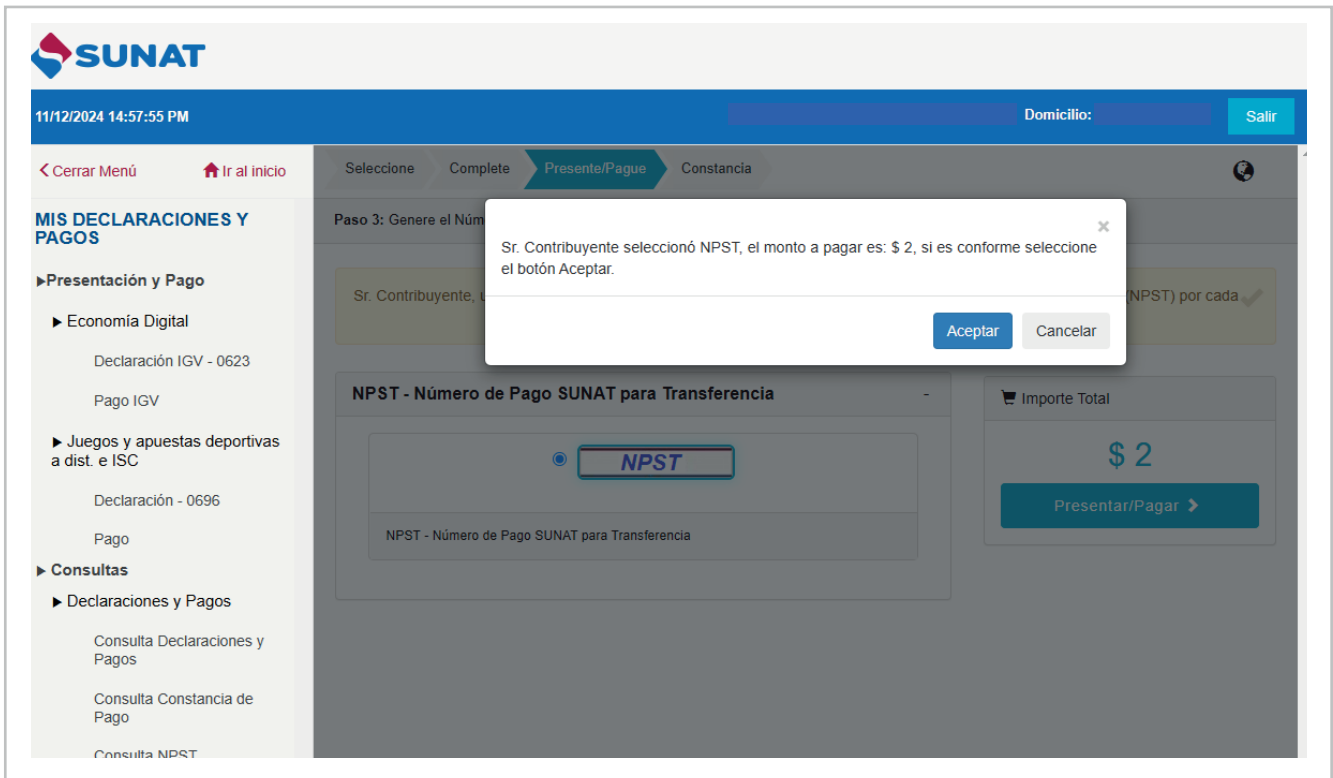 SUNAT
11/12/2024 14:57:55 PM
Domicilio:
Salir
Cerrar Menú
Ir al inicio
Seleccione
Complete
Presente/Pague
Constancia
MIS DECLARACIONES Y
PAGOS
Paso 3: Genere el Núm
×
Sr. Contribuyente seleccionó NPST, el monto a pagar es: $ 2, si es conforme seleccione
el botón Aceptar.
Aceptar
Cancelar
Sr. Contribuyente, u
(NPST) por cada
▶Presentación y Pago
▶ Economía Digital
Declaración IGV - 0623
Pago IGV
▶ Juegos y apuestas deportivas
a dist. e ISC
Declaración - 0696
Pago
▶ Consultas
▶ Declaraciones y Pagos
Consulta Declaraciones y
Pagos
Consulta Constancia de
Pago
Consulta NPST
NPST - Número de Pago SUNAT para Transferencia
-
NPST
NPST - Número de Pago SUNAT para Transferencia
Importe Total
$ 2
Presentar/Pagar